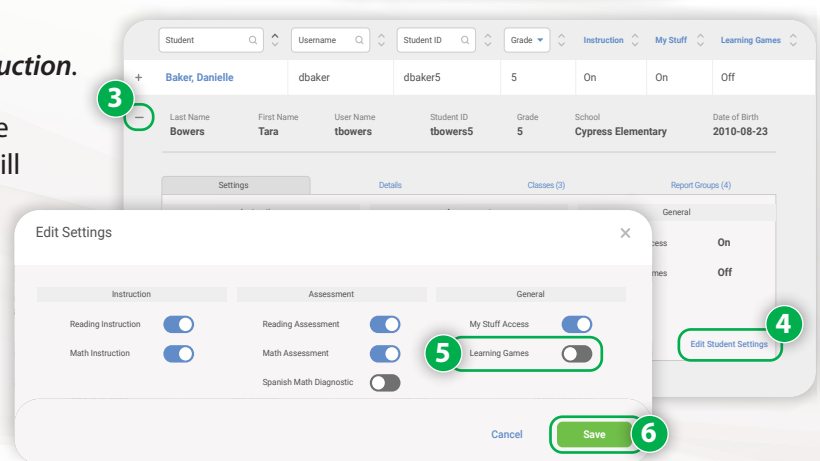 uction.
e
ill
Student Username Student ID Grade Instruction My Stuff Learning Games
+ Baker, Danielle dbaker dbaker5 5 On On Off
3
Last Name First Name User Name Student ID Grade School Date of Birth
Bowers Tara tbowers tbowers5 5 Cypress Elementary 2010-08-23
Settings Details Classes (3) Report Groups (4)
General
cess On
mes Off
4
Edit Student Settings
Edit Settings ×
Instruction Assessment General
Reading Instruction Reading Assessment My Stuff Access
Math Instruction Math Assessment 5 Learning Games
Spanish Math Diagnostic
Cancel Save 6